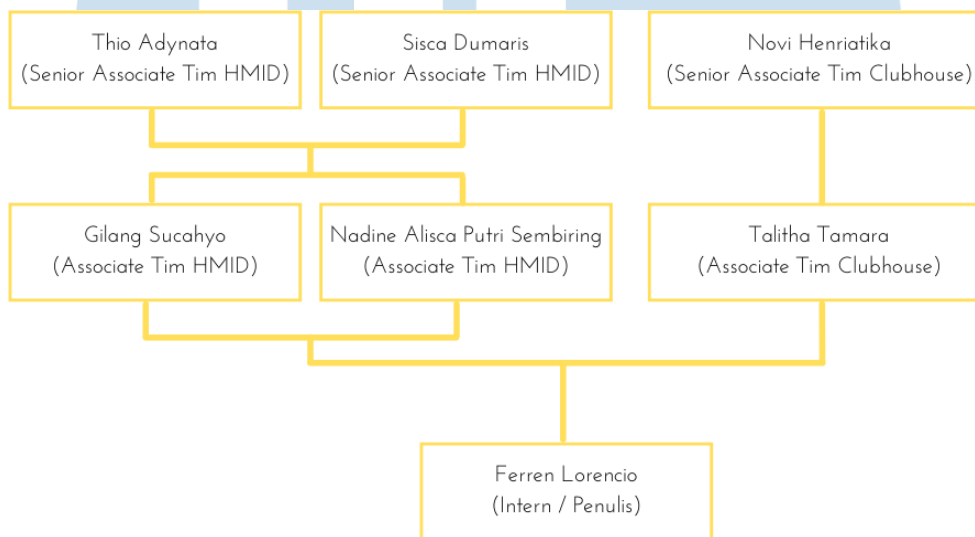 Thio Adynata
(Senior Associate Tim HMID)
Sisca Dumaris
(Senior Associate Tim HMID)
Novi Henriatika
(Senior Associate Tim Clubhouse)
Gilang Sucahyo
(Associate Tim HMID)
Nadine Alisca Putri Sembiring
(Associate Tim HMID)
Talitha Tamara
(Associate Tim Clubhouse)
Ferren Lorencio
(Intern / Penulis)